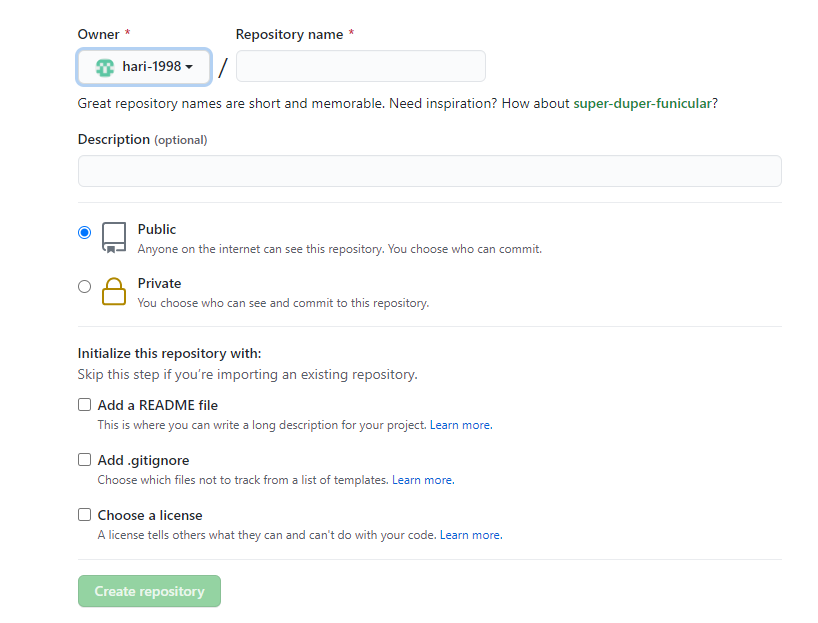 Owner * Repository name *
hari-1998 /
Great repository names are short and memorable. Need inspiration? How about super-duper-funicular?
Description (optional)
Public
Anyone on the internet can see this repository. You choose who can commit.
Private
You choose who can see and commit to this repository.
Initialize this repository with:
Skip this step if you're importing an existing repository.
Add a README file
This is where you can write a long description for your project. Learn more.
Add .gitignore
Choose which files not to track from a list of templates. Learn more.
Choose a license
A license tells others what they can and can't do with your code. Learn more.
Create repository